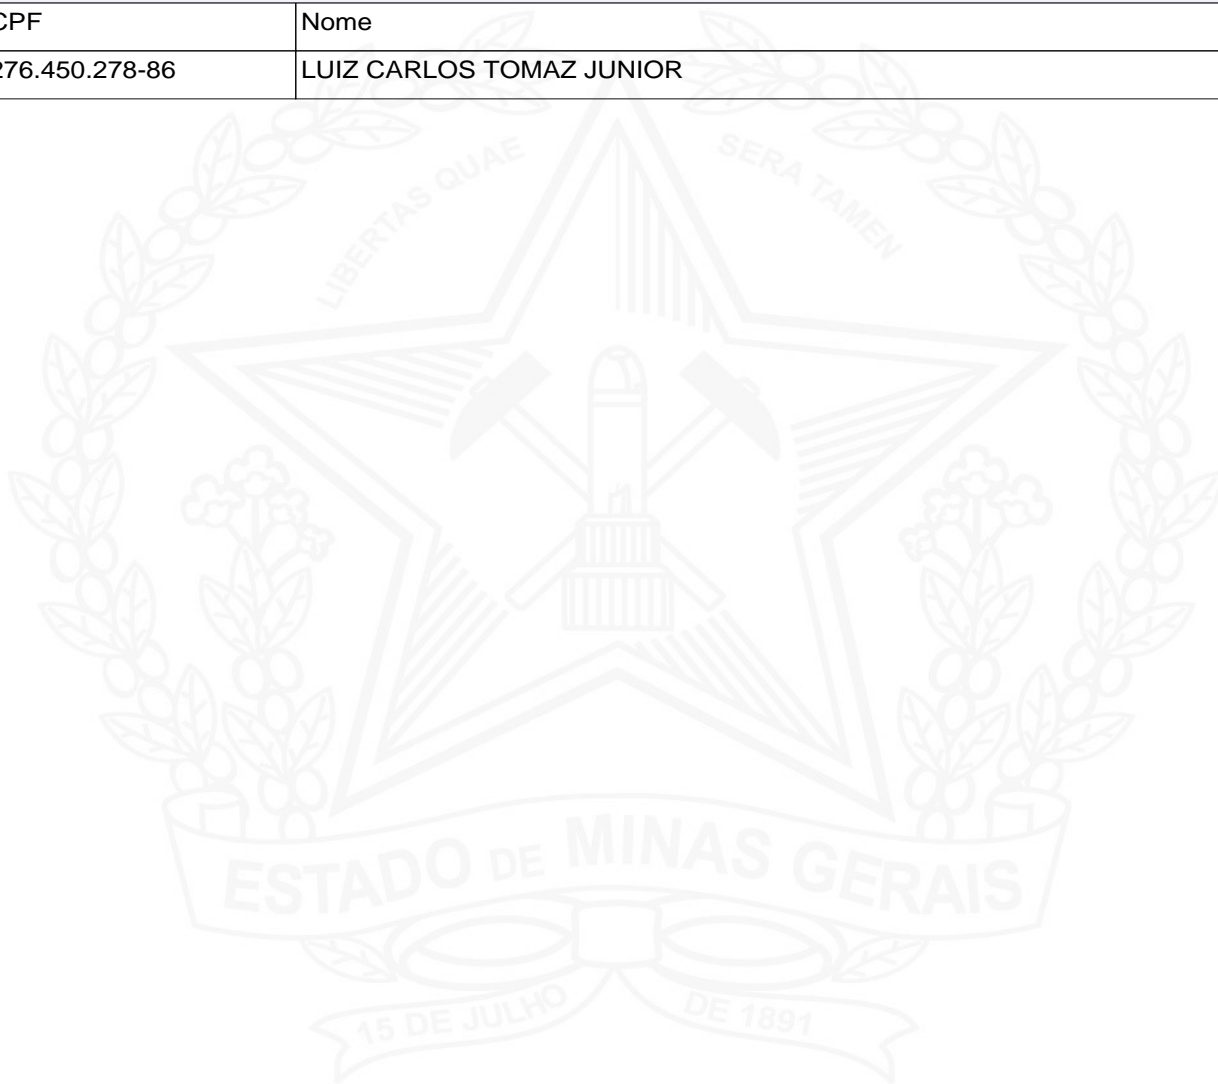 CPF Nome
276.450.278-86 LUIZ CARLOS TOMAZ JUNIOR
LIBERTAS QUAE SERA TAMEN
ESTADO DE MINAS GERAIS
15 DE JULHO DE 1891